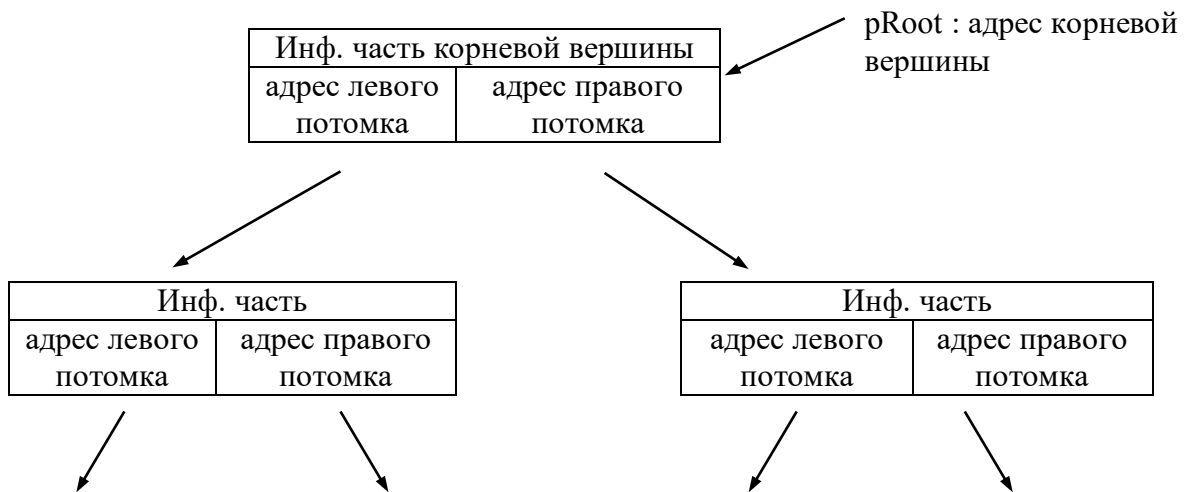 pRoot : адрес корневой
вершины
Инф. часть корневой вершины
адрес левого
потомка
адрес правого
потомка
Инф. часть
адрес левого
потомка
адрес правого
потомка
Инф. часть
адрес левого
потомка
адрес правого
потомка